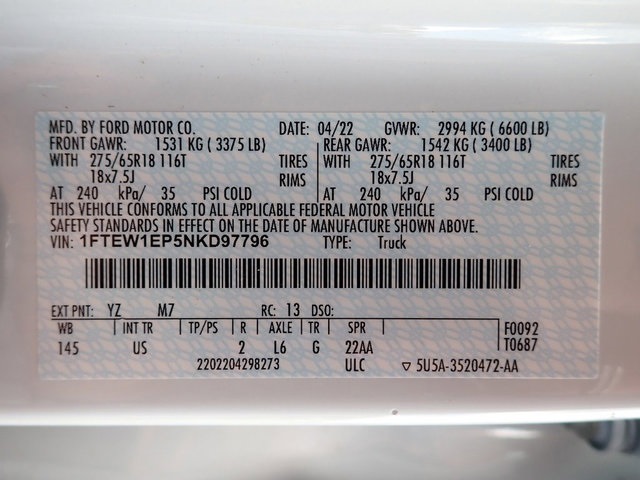 MFD. BY FORD MOTOR CO. DATE: 04/22 GVWR: 2994 KG ( 6600 LB)
FRONT GAWR: 1531 KG ( 3375 LB) REAR GAWR: 1542 KG ( 3400 LB)
WITH 275/65R18 116T TIRES 275/65R18 116T TIRES
18x7.5J RIMS 18x7.5J RIMS
AT 240 kPa/ 35 PSI COLD AT 240 kPa/ 35 PSI COLD
THIS VEHICLE CONFORMS TO ALL APPLICABLE FEDERAL MOTOR VEHICLE
SAFETY STANDARDS IN EFFECT ON THE DATE OF MANUFACTURE SHOWN ABOVE.
VIN: 1FTEW1EP5NKD97796 TYPE: Truck
EXT PNT: YZ M7 RC: 13 DSO:
WB INT TR TP/PS R AXLE TR SPR F0092
145 US 2 L6 G 22AA T0687
2202204298273 ULC ▽ 5U5A-3520472-AA